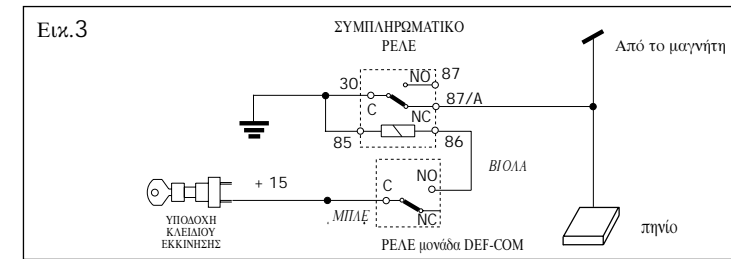 Εικ.3
ΣΥΜΠΛΗΡΩΜΑΤΙΚΟ
ΡΕΛΕ
Από το μαγνήτη
30
NO
87
C
87/A
NC
85
86
ΒΙΟΛΑ
+ 15
C
NO
ΜΠΛΕ
NC
ΥΠΟΔΟΧΗ
ΚΛΕΙΔΙΟΥ
ΕΚΚΙΝΗΣΗΣ
ΡΕΛΕ μονάδα DEF-COM
πηνίο